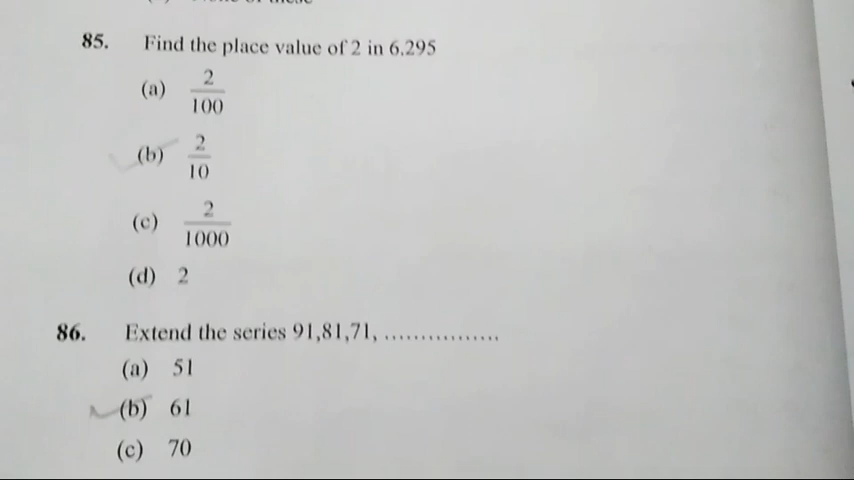 85. Find the place value of 2 in 6.295
(a) 2/100
(b) 2/10
(c) 2/1000
(d) 2
86. Extend the series 91,81,71, ................
(a) 51
(b) 61
(c) 70